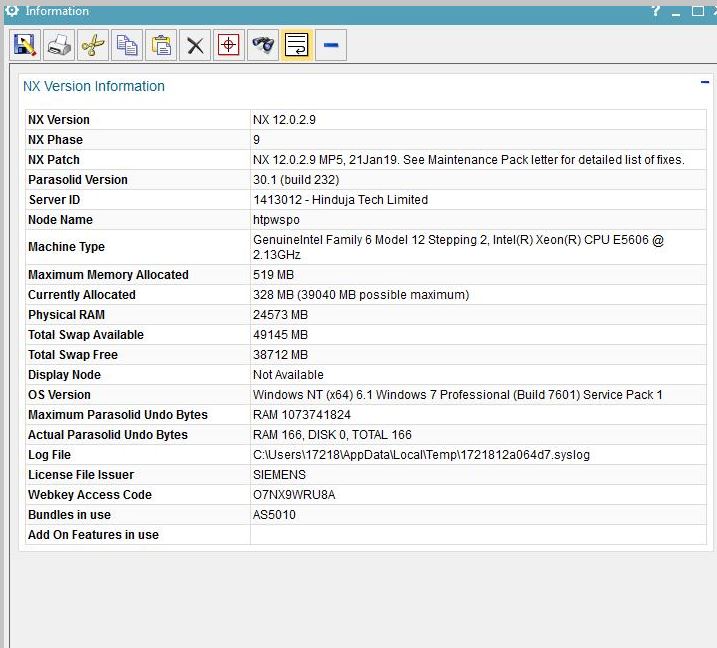 Information
NX Version Information
NX Version NX 12.0.2.9
NX Phase 9
NX Patch NX 12.0.2.9 MP5, 21Jan19. See Maintenance Pack letter for detailed list of fixes.
Parasolid Version 30.1 (build 232)
Server ID 1413012 - Hinduja Tech Limited
Node Name htpwspo
Machine Type GenuineIntel Family 6 Model 12 Stepping 2, Intel(R) Xeon(R) CPU E5606 @
2.13GHz
Maximum Memory Allocated 519 MB
Currently Allocated 328 MB (39040 MB possible maximum)
Physical RAM 24573 MB
Total Swap Available 49145 MB
Total Swap Free 38712 MB
Display Node Not Available
OS Version Windows NT (x64) 6.1 Windows 7 Professional (Build 7601) Service Pack 1
Maximum Parasolid Undo Bytes RAM 1073741824
Actual Parasolid Undo Bytes RAM 166, DISK 0, TOTAL 166
Log File C:\Users\17218\AppData\Local\Temp\1721812a064d7.syslog
License File Issuer SIEMENS
Webkey Access Code O7NX9WRU8A
Bundles in use AS5010
Add On Features in use